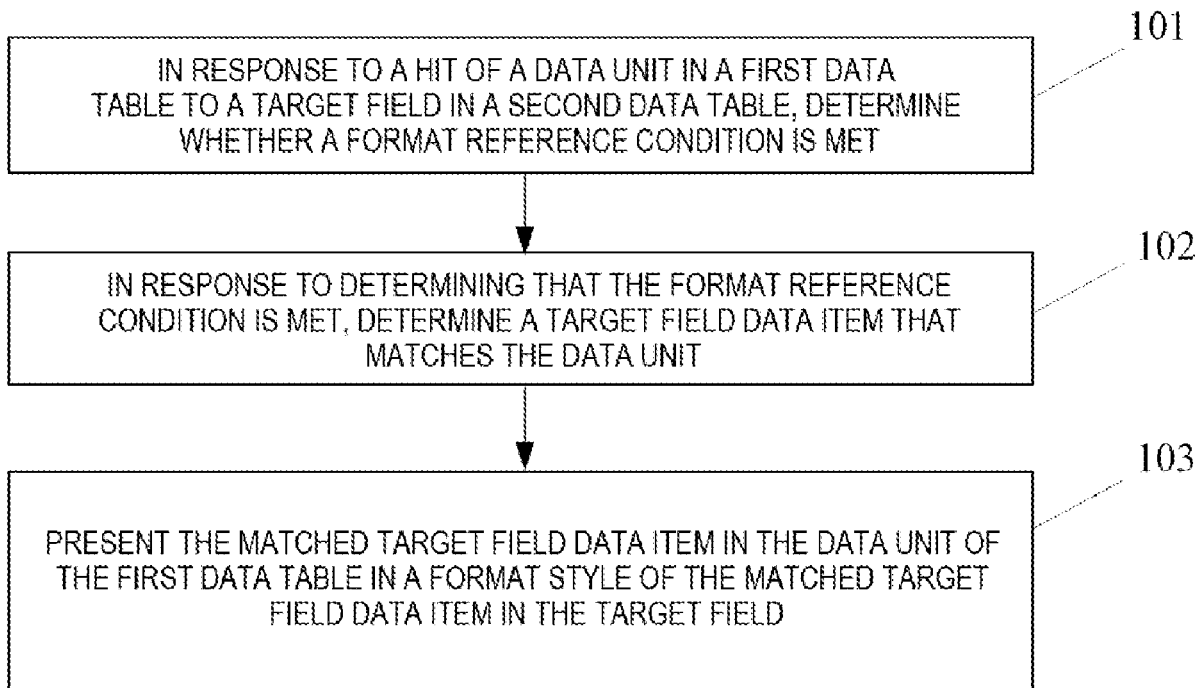 101
IN RESPONSE TO A HIT OF A DATA UNIT IN A FIRST DATA
TABLE TO A TARGET FIELD IN A SECOND DATA TABLE, DETERMINE
WHETHER A FORMAT REFERENCE CONDITION IS MET
102
IN RESPONSE TO DETERMINING THAT THE FORMAT REFERENCE
CONDITION IS MET, DETERMINE A TARGET FIELD DATA ITEM THAT
MATCHES THE DATA UNIT
103
PRESENT THE MATCHED TARGET FIELD DATA ITEM IN THE DATA UNIT OF
THE FIRST DATA TABLE IN A FORMAT STYLE OF THE MATCHED TARGET
FIELD DATA ITEM IN THE TARGET FIELD